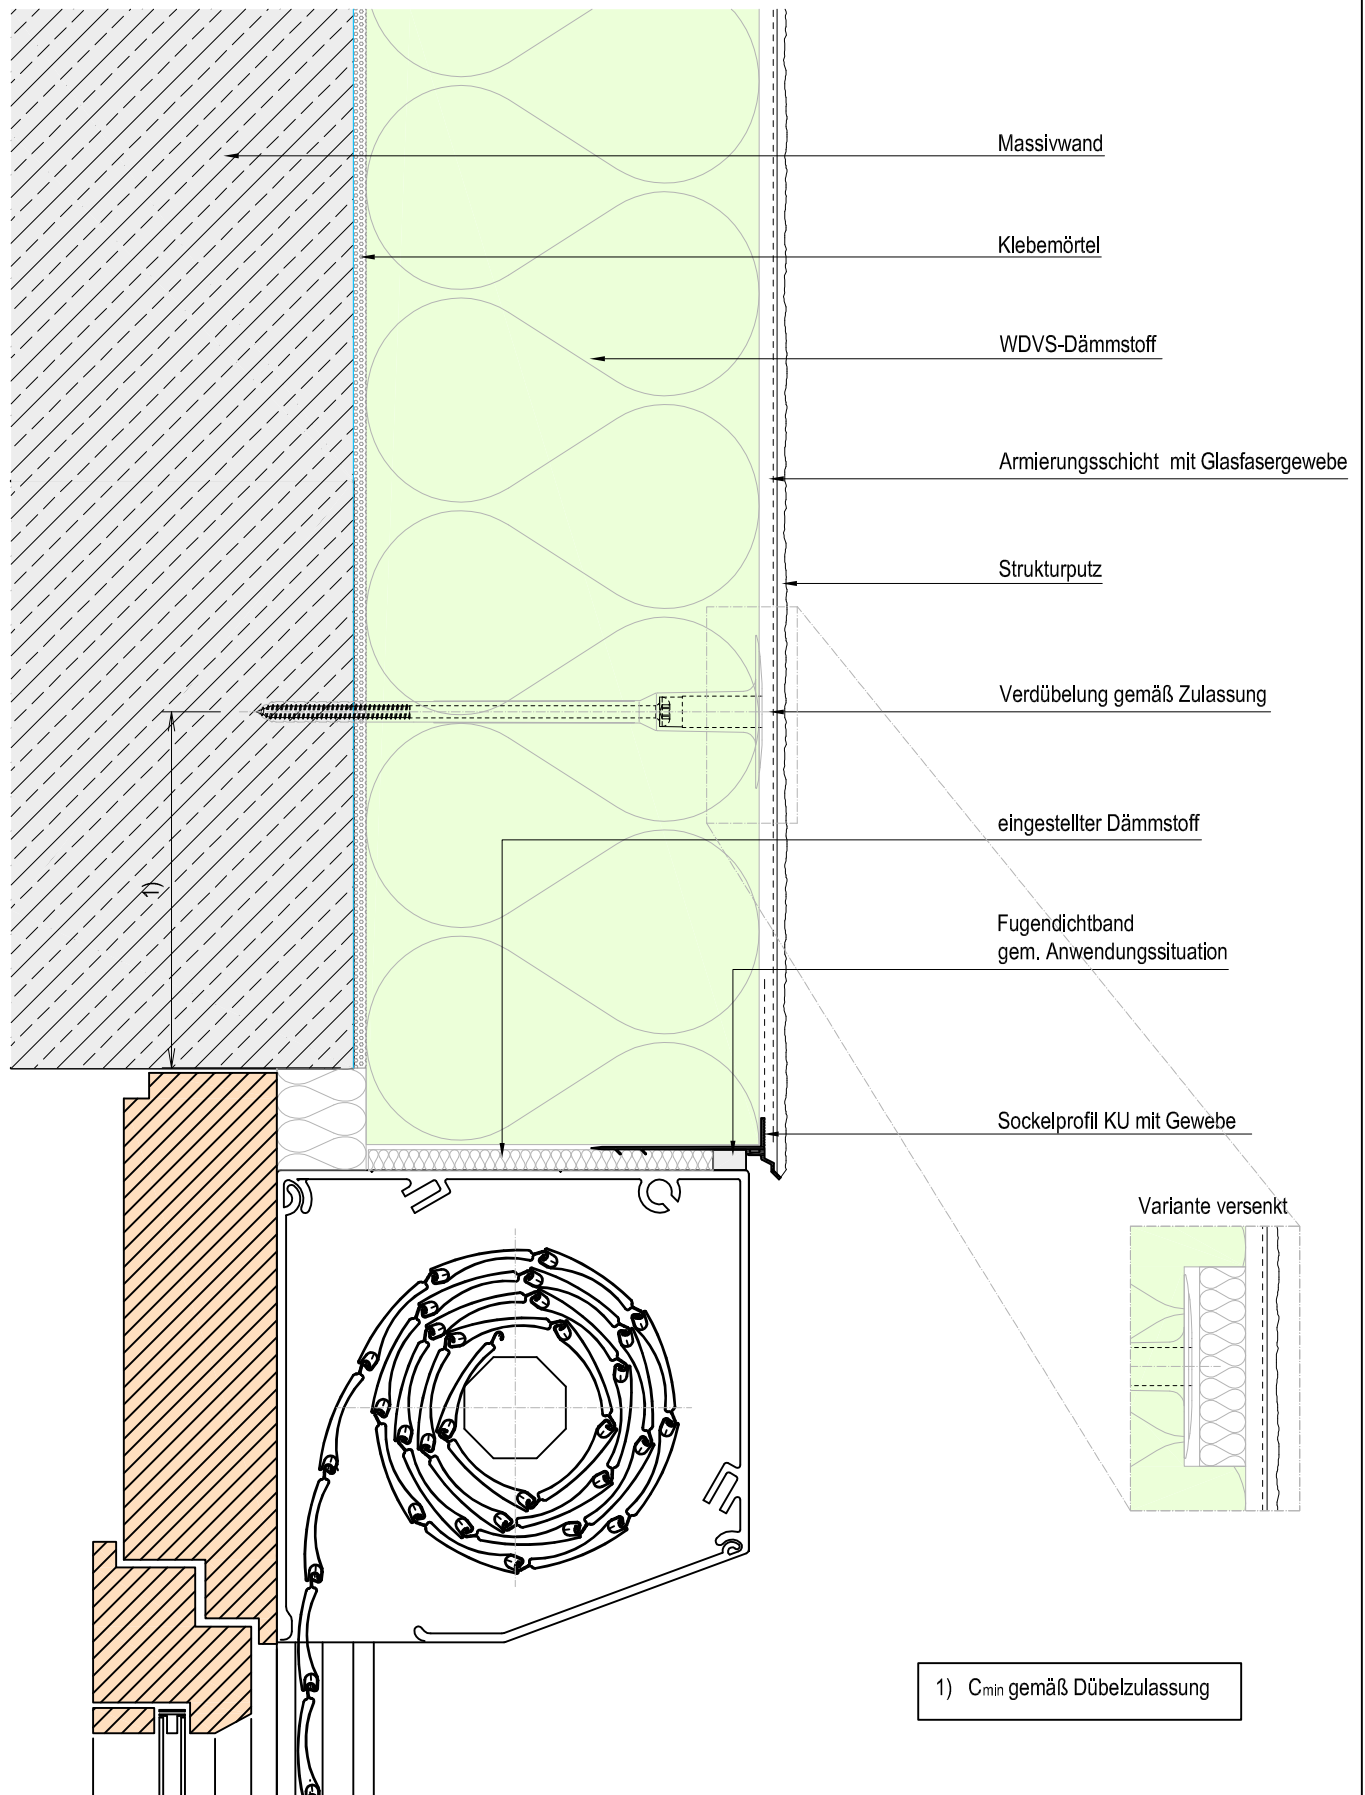 Massivwand
Klebemörtel
WDVS-Dämmstoff
Armierungsschicht mit Glasfasergewebe
Strukturputz
Verdübelung gemäß Zulassung
eingestellter Dämmstoff
1)
Fugendichtband
gem. Anwendungssituation
Sockelprofil KU mit Gewebe
Variante versenkt
1) Cmin gemäß Dübelzulassung